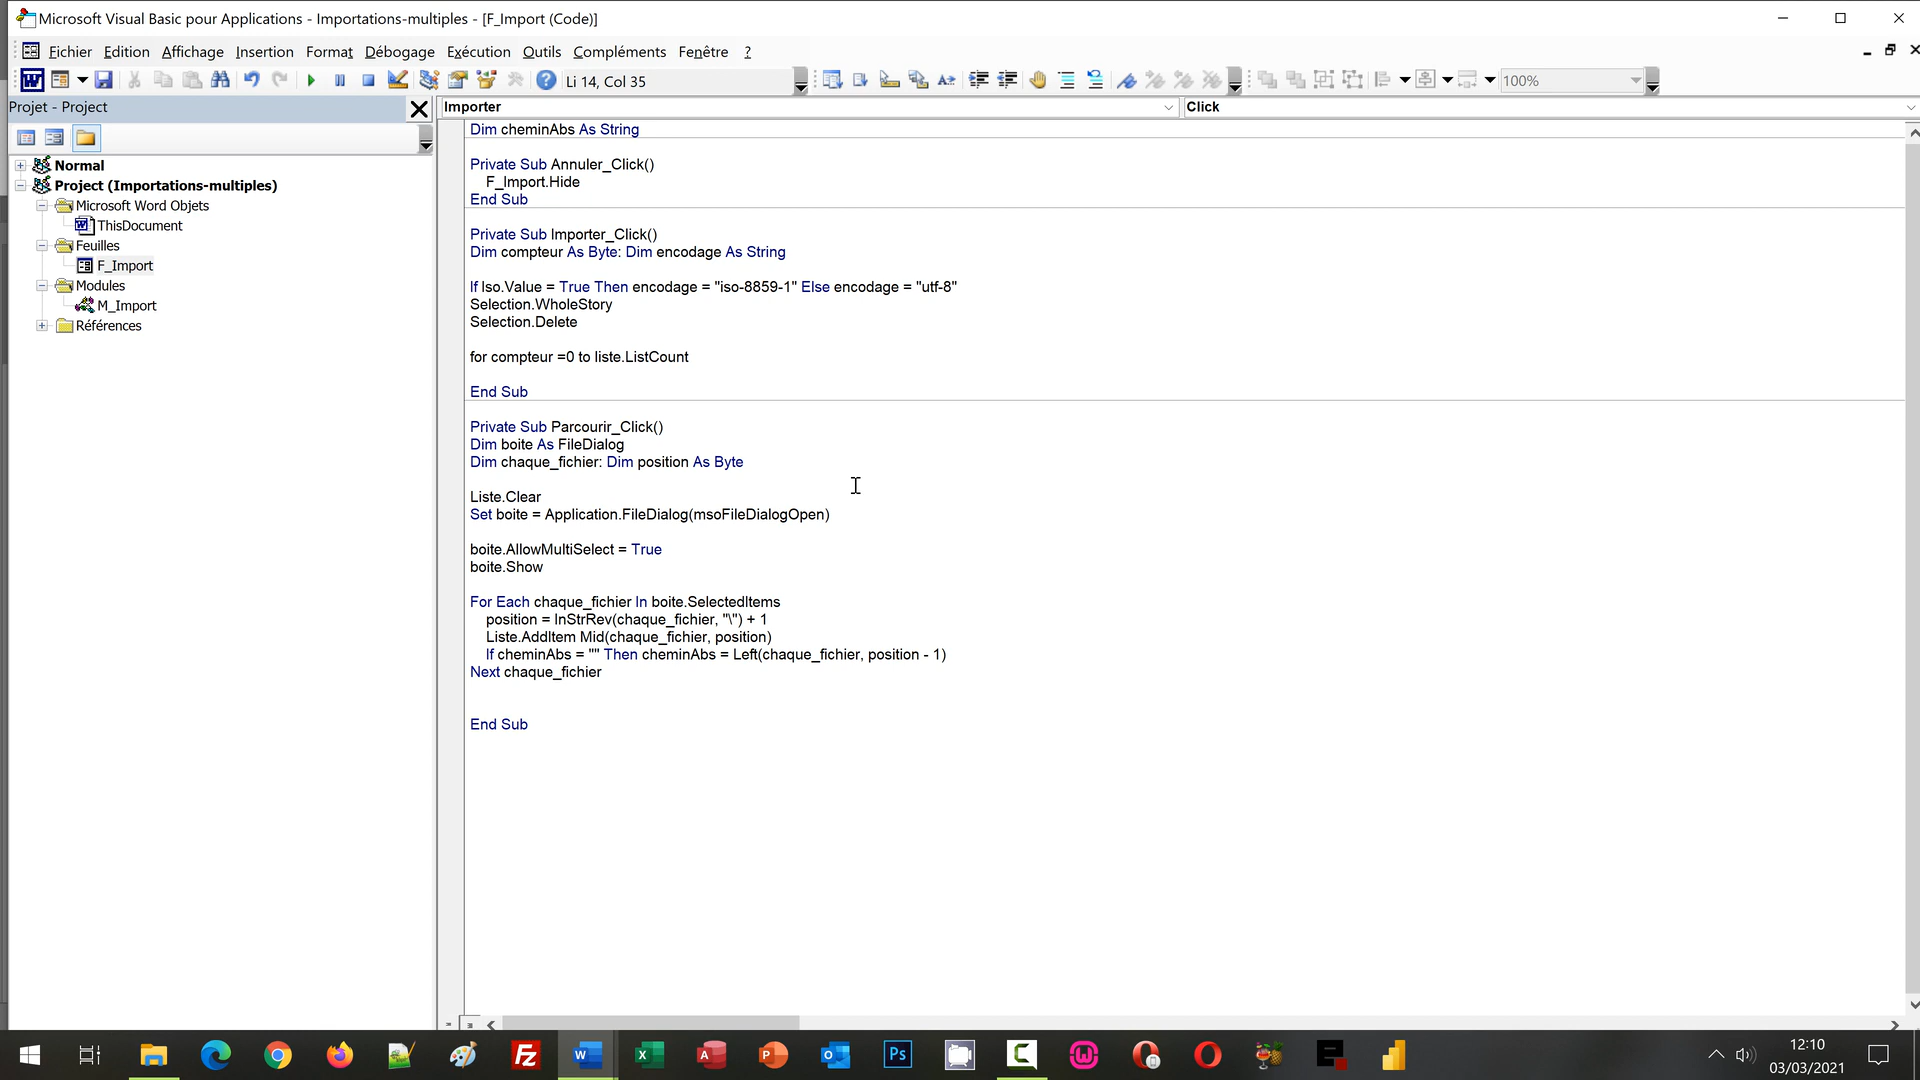 Microsoft Visual Basic pour Applications - Importations-multiples - [F_Import (Code)]
Fichier Edition Affichage Insertion Format Débogage Exécution Outils Compléments Fenêtre ?
Li 14, Col 35
100%
Projet - Project
Importer
Click
Normal
Project (Importations-multiples)
Microsoft Word Objets
ThisDocument
Feuilles
F_Import
Modules
M_Import
Références
Dim cheminAbs As String
Private Sub Annuler_Click()
F_Import.Hide
End Sub
Private Sub Importer_Click()
Dim compteur As Byte: Dim encodage As String
If Iso.Value = True Then encodage = "iso-8859-1" Else encodage = "utf-8"
Selection.WholeStory
Selection.Delete
for compteur =0 to liste.ListCount
End Sub
Private Sub Parcourir_Click()
Dim boite As FileDialog
Dim chaque_fichier: Dim position As Byte
Liste.Clear
Set boite = Application.FileDialog(msoFileDialogOpen)
boite.AllowMultiSelect = True
boite.Show
For Each chaque_fichier In boite.SelectedItems
position = InStrRev(chaque_fichier, "\") + 1
Liste.AddItem Mid(chaque_fichier, position)
If cheminAbs = "" Then cheminAbs = Left(chaque_fichier, position - 1)
Next chaque_fichier
End Sub
12:10
03/03/2021